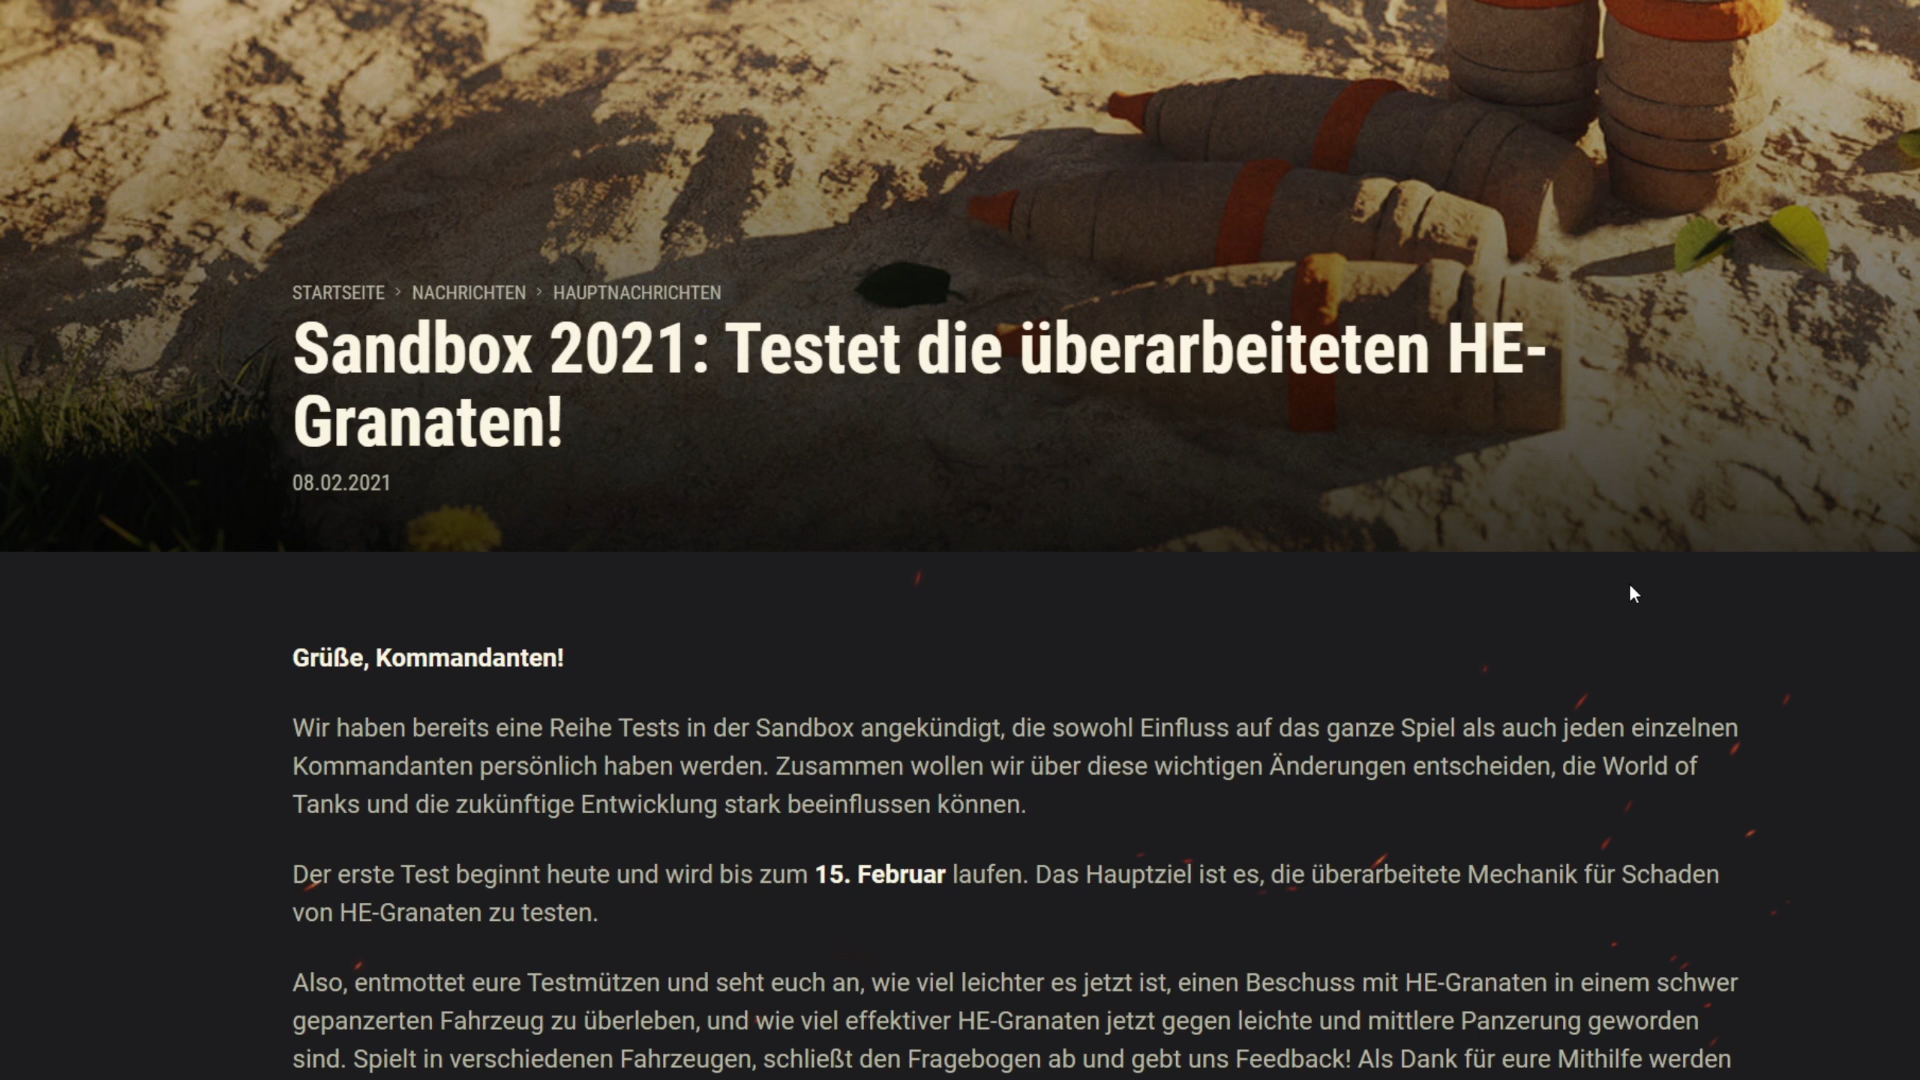 STARTSEITE › NACHRICHTEN › HAUPTNACHRICHTEN
Sandbox 2021: Testet die überarbeiteten HE-
Granaten!
08.02.2021
Grüße, Kommandanten!
Wir haben bereits eine Reihe Tests in der Sandbox angekündigt, die sowohl Einfluss auf das ganze Spiel als auch jeden einzelnen
Kommandanten persönlich haben werden. Zusammen wollen wir über diese wichtigen Änderungen entscheiden, die World of
Tanks und die zukünftige Entwicklung stark beeinflussen können.
Der erste Test beginnt heute und wird bis zum 15. Februar laufen. Das Hauptziel ist es, die überarbeitete Mechanik für Schaden
von HE-Granaten zu testen.
Also, entmottet eure Testmützen und seht euch an, wie viel leichter es jetzt ist, einen Beschuss mit HE-Granaten in einem schwer
gepanzerten Fahrzeug zu überleben, und wie viel effektiver HE-Granaten jetzt gegen leichte und mittlere Panzerung geworden
sind. Spielt in verschiedenen Fahrzeugen, schließt den Fragebogen ab und gebt uns Feedback! Als Dank für eure Mithilfe werden